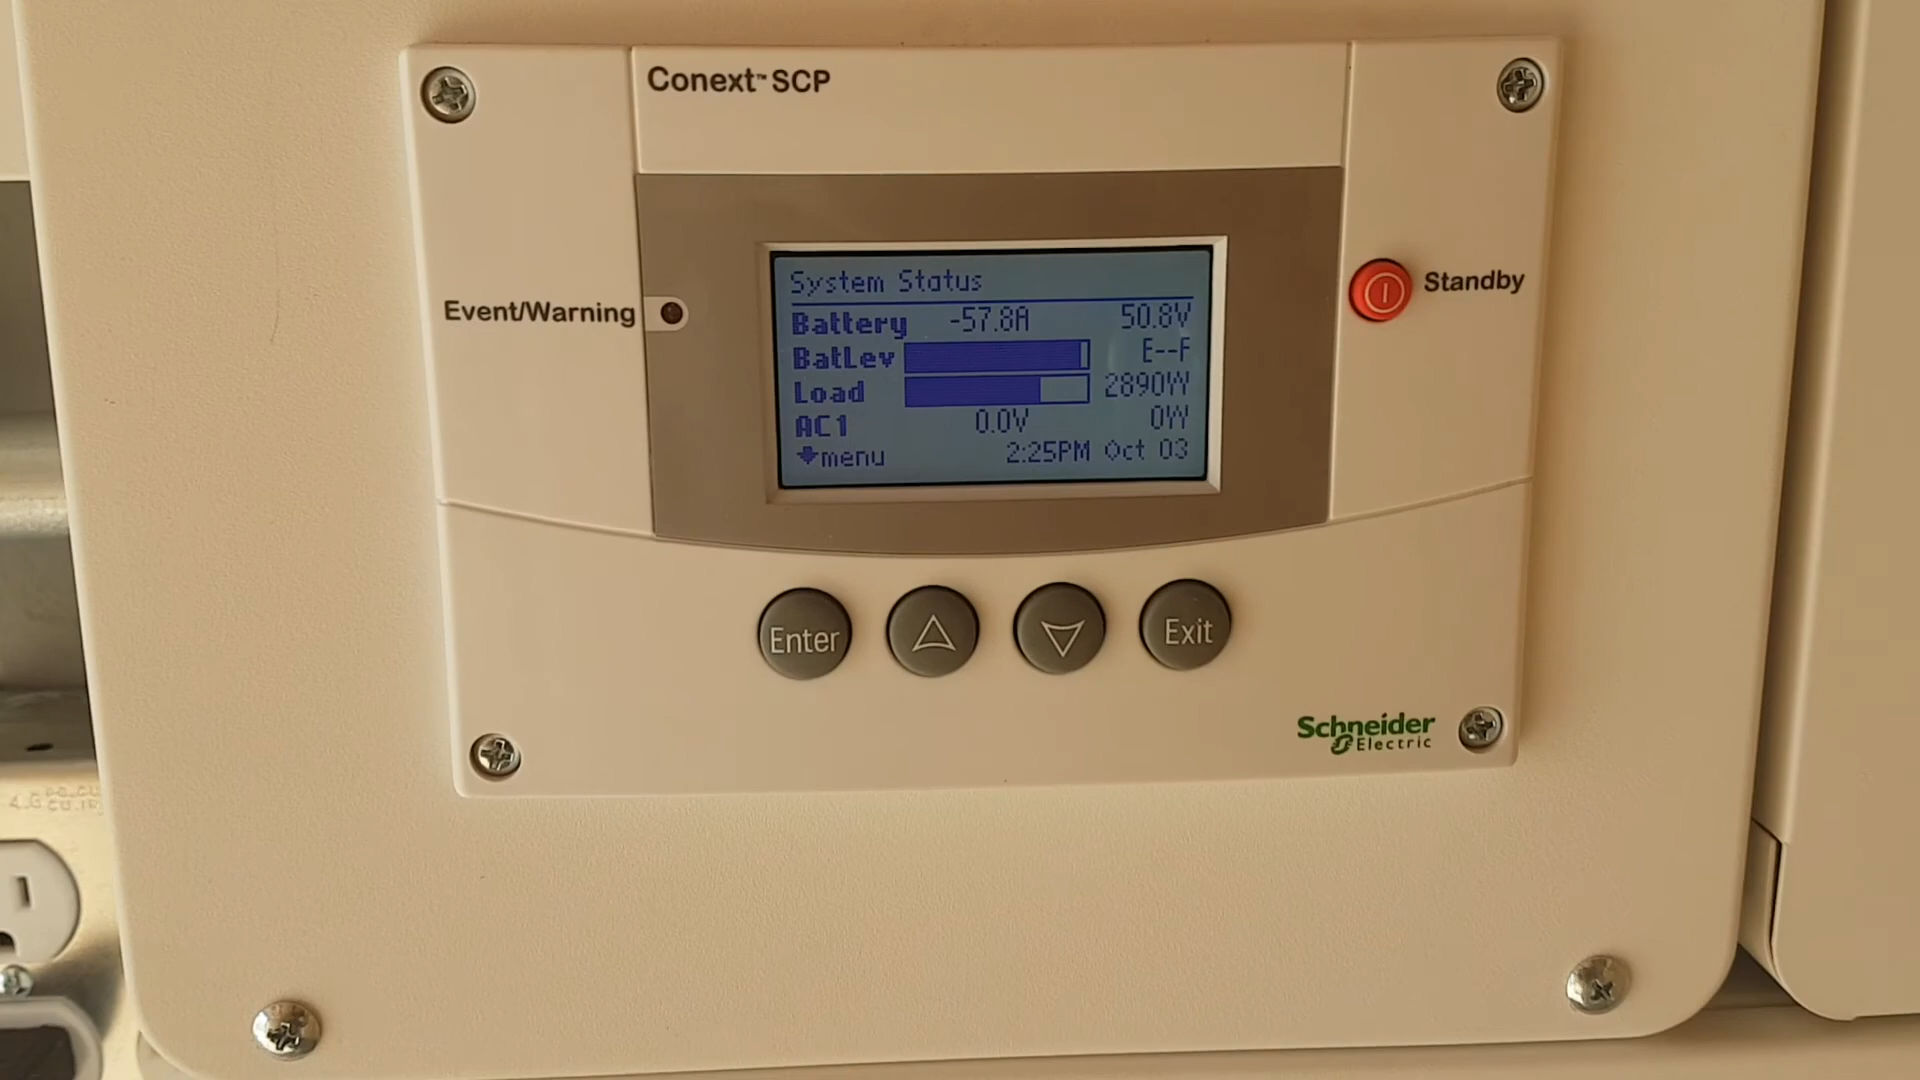 Conext™ SCP
Event/Warning
Standby
System Status
Battery -57.8A 50.8V
BatLev E--F
Load 2890W
AC1 0.0V 0W
menu 2:25PM Oct 03
Enter
Exit
Schneider
Electric